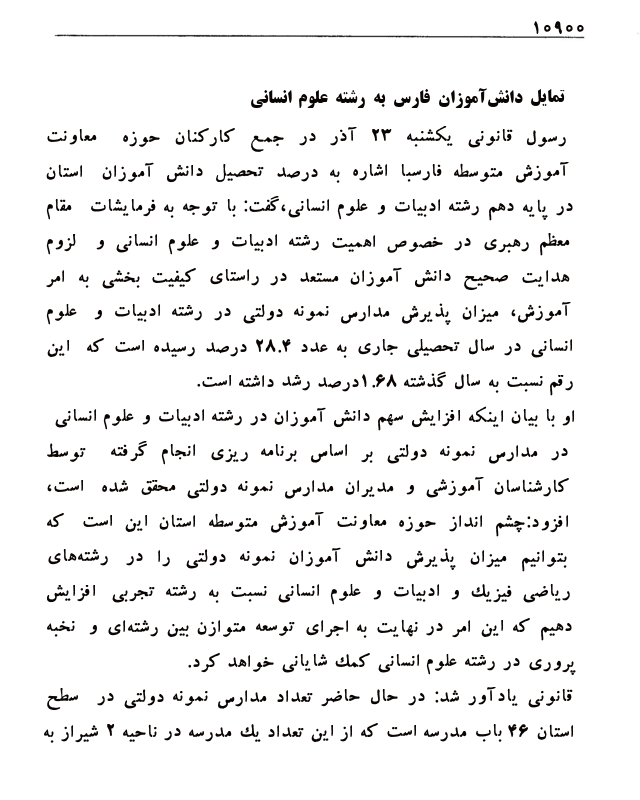 ۱۰۹۰۰
تمایل دانش‌آموزان فارس به رشته علوم انسانی
رسول قانونی یکشنبه ۲۳ آذر در جمع کارکنان حوزه معاونت
آموزش متوسطه فارسبا اشاره به درصد تحصیل دانش آموزان استان
در پایه دهم رشته ادبیات و علوم انسانی،گفت: با توجه به فرمایشات مقام
معظم رهبری در خصوص اهمیت رشته ادبیات و علوم انسانی و لزوم
هدایت صحیح دانش آموزان مستعد در راستای کیفیت بخشی به امر
آموزش، میزان پذیرش مدارس نمونه دولتی در رشته ادبیات و علوم
انسانی در سال تحصیلی جاری به عدد ۲۸.۴ درصد رسیده است که این
رقم نسبت به سال گذشته ۱.۶۸درصد رشد داشته است.
او با بیان اینکه افزایش سهم دانش آموزان در رشته ادبیات و علوم انسانی
در مدارس نمونه دولتی بر اساس برنامه ریزی انجام گرفته توسط
کارشناسان آموزشی و مدیران مدارس نمونه دولتی محقق شده است،
افزود:چشم انداز حوزه معاونت آموزش متوسطه استان این است که
بتوانیم میزان پذیرش دانش آموزان نمونه دولتی را در رشته‌های
ریاضی فیزیك و ادبیات و علوم انسانی نسبت به رشته تجربی افزایش
دهیم که این امر در نهایت به اجرای توسعه متوازن بین رشته‌ای و نخبه
پروری در رشته علوم انسانی کمك شایانی خواهد کرد.
قانونی یادآور شد: در حال حاضر تعداد مدارس نمونه دولتی در سطح
استان ۴۶ باب مدرسه است که از این تعداد یك مدرسه در ناحیه ۲ شیراز به